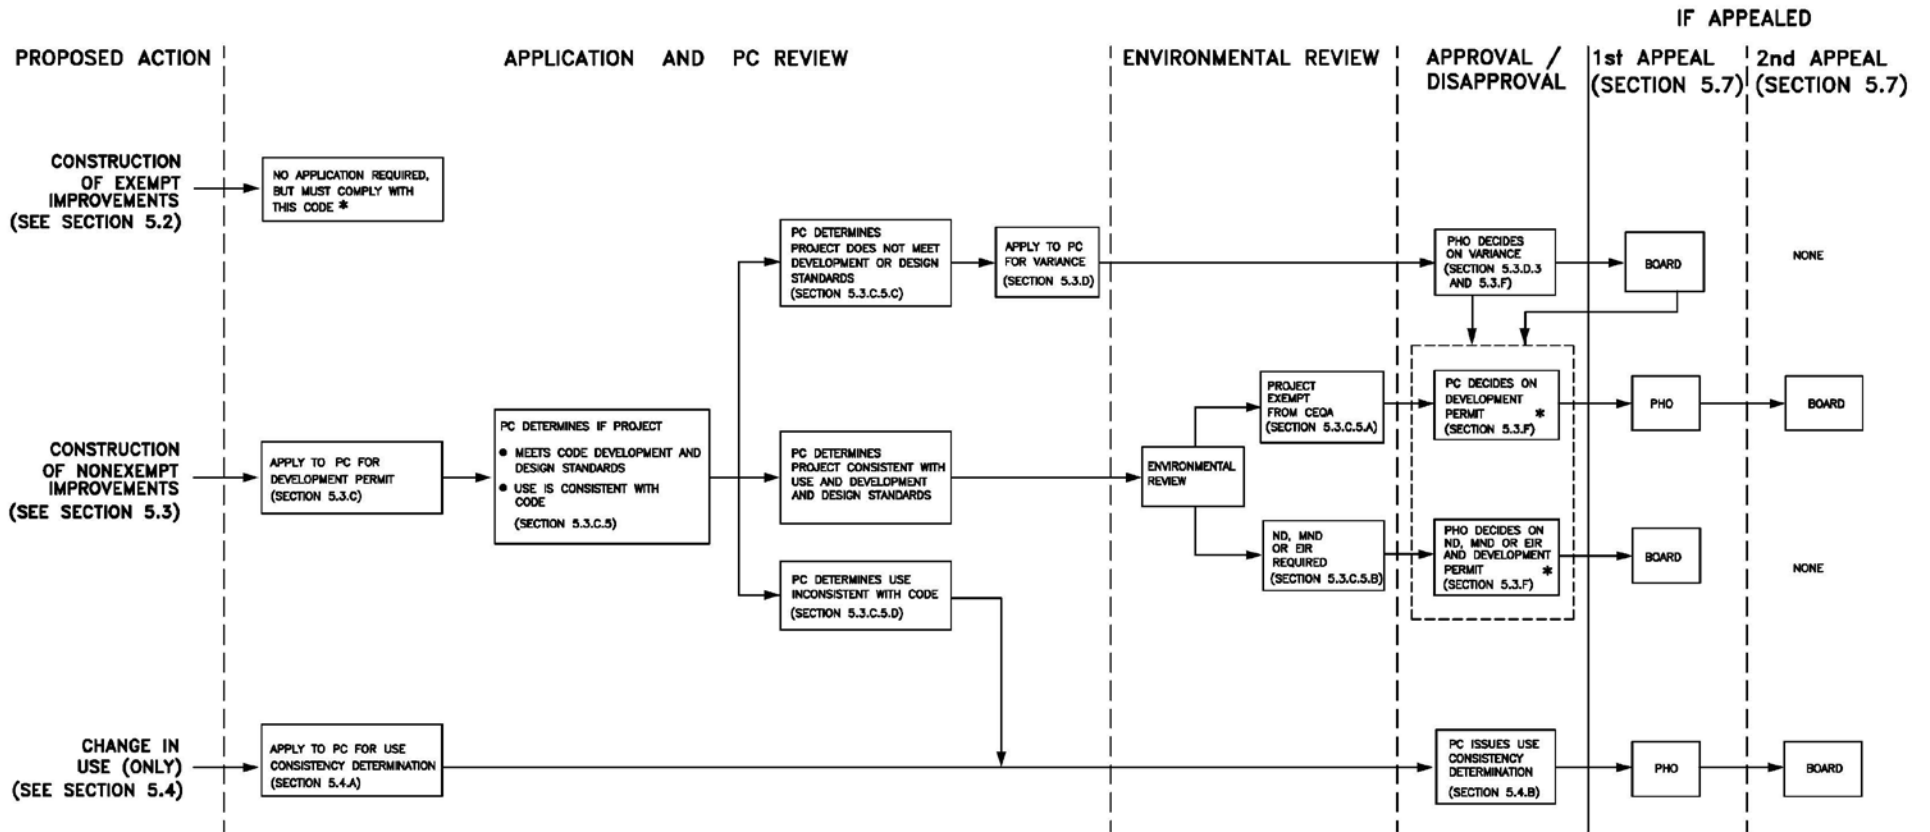 IF APPEALED
PROPOSED ACTION
APPLICATION AND PC REVIEW
ENVIRONMENTAL REVIEW
APPROVAL /
DISAPPROVAL
1st APPEAL
(SECTION 5.7)
2nd APPEAL
(SECTION 5.7)
CONSTRUCTION
OF EXEMPT
IMPROVEMENTS
(SEE SECTION 5.2)
NO APPLICATION REQUIRED,
BUT MUST COMPLY WITH
THIS CODE *
PC DETERMINES
PROJECT DOES NOT MEET
DEVELOPMENT OR DESIGN
STANDARDS
(SECTION 5.3.C.5.C)
APPLY TO PC
FOR VARIANCE
(SECTION 5.3.D)
PHO DECIDES
ON VARIANCE
(SECTION 5.3.D.3
AND 5.3.F)
BOARD
NONE
CONSTRUCTION
OF NONEXEMPT
IMPROVEMENTS
(SEE SECTION 5.3)
APPLY TO PC FOR
DEVELOPMENT PERMIT
(SECTION 5.3.C)
PC DETERMINES IF PROJECT
● MEETS CODE DEVELOPMENT AND
DESIGN STANDARDS
● USE IS CONSISTENT WITH
CODE
(SECTION 5.3.C.5)
PC DETERMINES
PROJECT CONSISTENT WITH
USE AND DEVELOPMENT
AND DESIGN STANDARDS
ENVIRONMENTAL
REVIEW
PROJECT
EXEMPT
FROM CEQA
(SECTION 5.3.C.5.A)
PC DECIDES ON
DEVELOPMENT
PERMIT *
(SECTION 5.3.F)
PHO
BOARD
ND, MND
OR EIR
REQUIRED
(SECTION 5.3.C.5.B)
PHO DECIDES ON
ND, MND OR EIR
AND DEVELOPMENT
PERMIT *
(SECTION 5.3.F)
BOARD
NONE
PC DETERMINES USE
INCONSISTENT WITH CODE
(SECTION 5.3.C.5.D)
CHANGE IN
USE (ONLY)
(SEE SECTION 5.4)
APPLY TO PC FOR USE
CONSISTENCY DETERMINATION
(SECTION 5.4.A)
PC ISSUES USE
CONSISTENCY
DETERMINATION
(SECTION 5.4.B)
PHO
BOARD